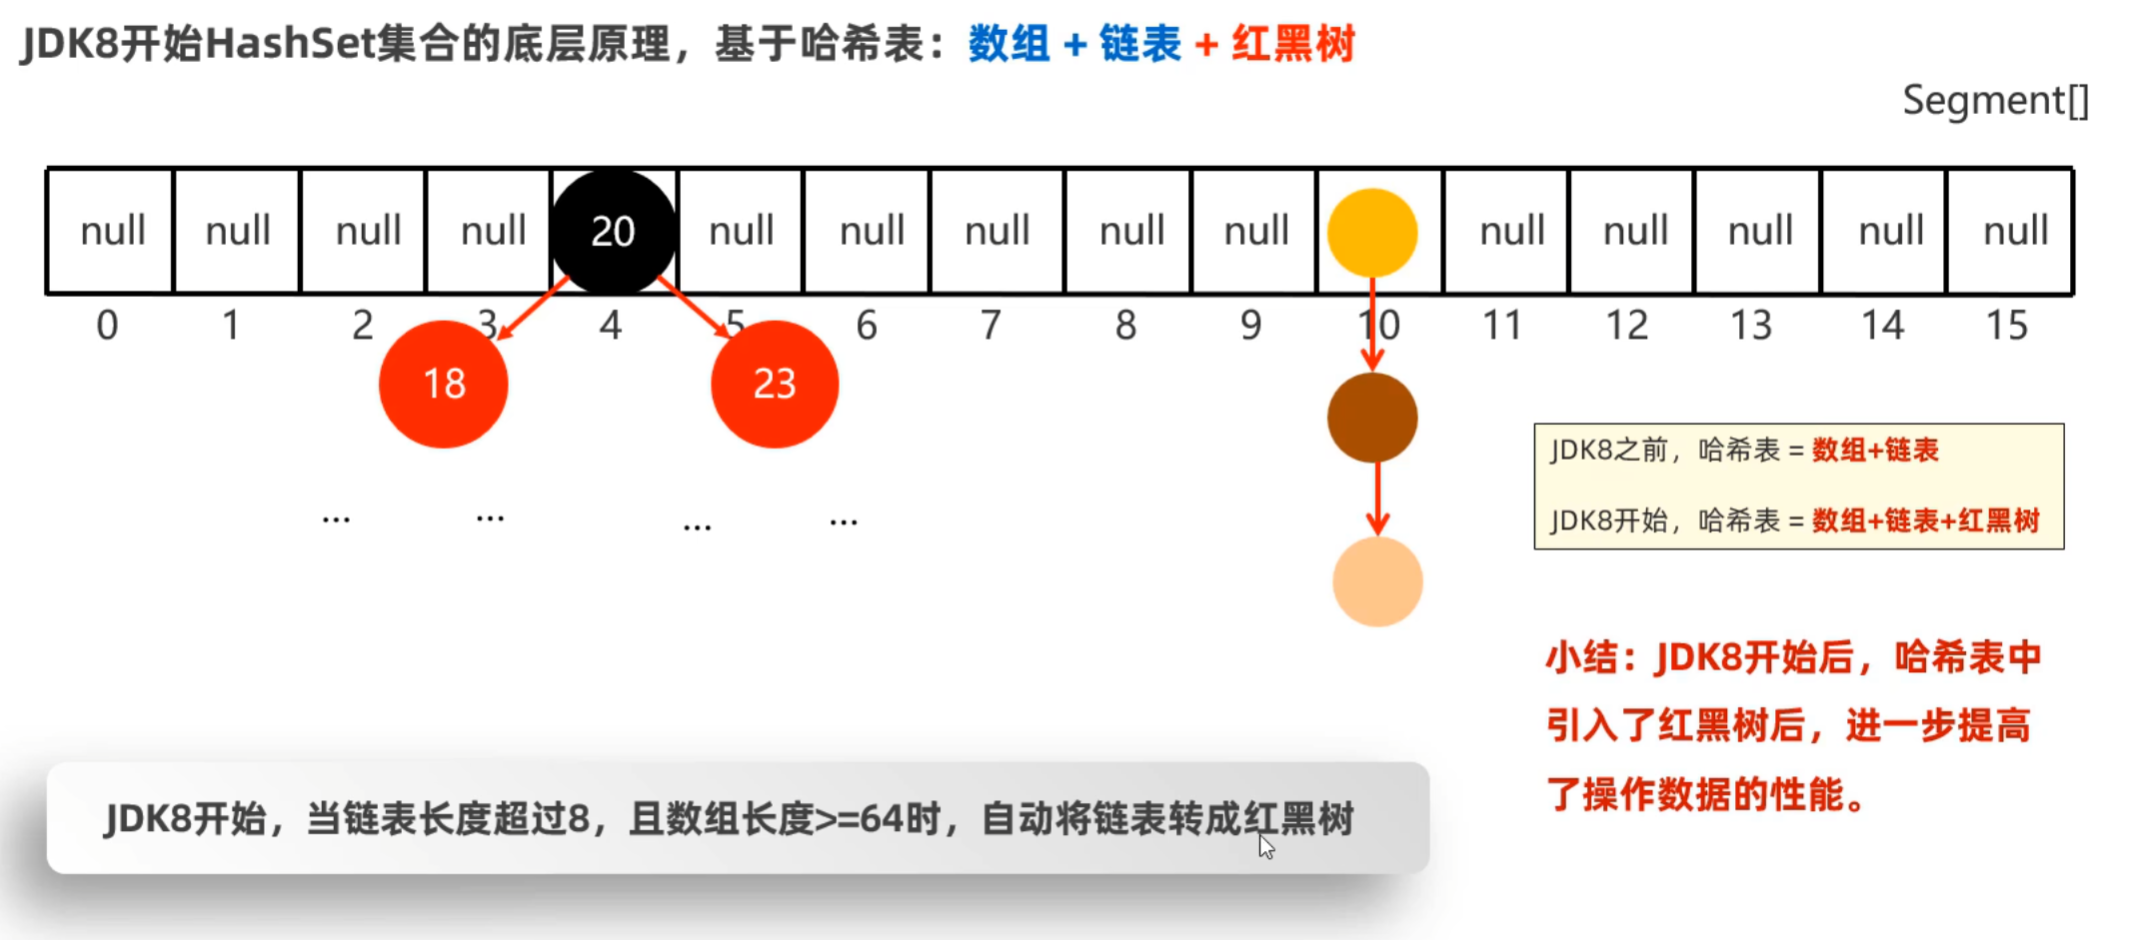 JDK8开始HashSet集合的底层原理，基于哈希表：数组 + 链表 + 红黑树
Segment[]
null null null null 20 null null null null null null null null null null
0 1 2 3 4 5 6 7 8 9 10 11 12 13 14 15
18 23
... ... ... ...
JDK8之前，哈希表 = 数组+链表
JDK8开始，哈希表 = 数组+链表+红黑树
小结：JDK8开始后，哈希表中
引入了红黑树后，进一步提高
了操作数据的性能。
JDK8开始，当链表长度超过8，且数组长度>=64时，自动将链表转成红黑树